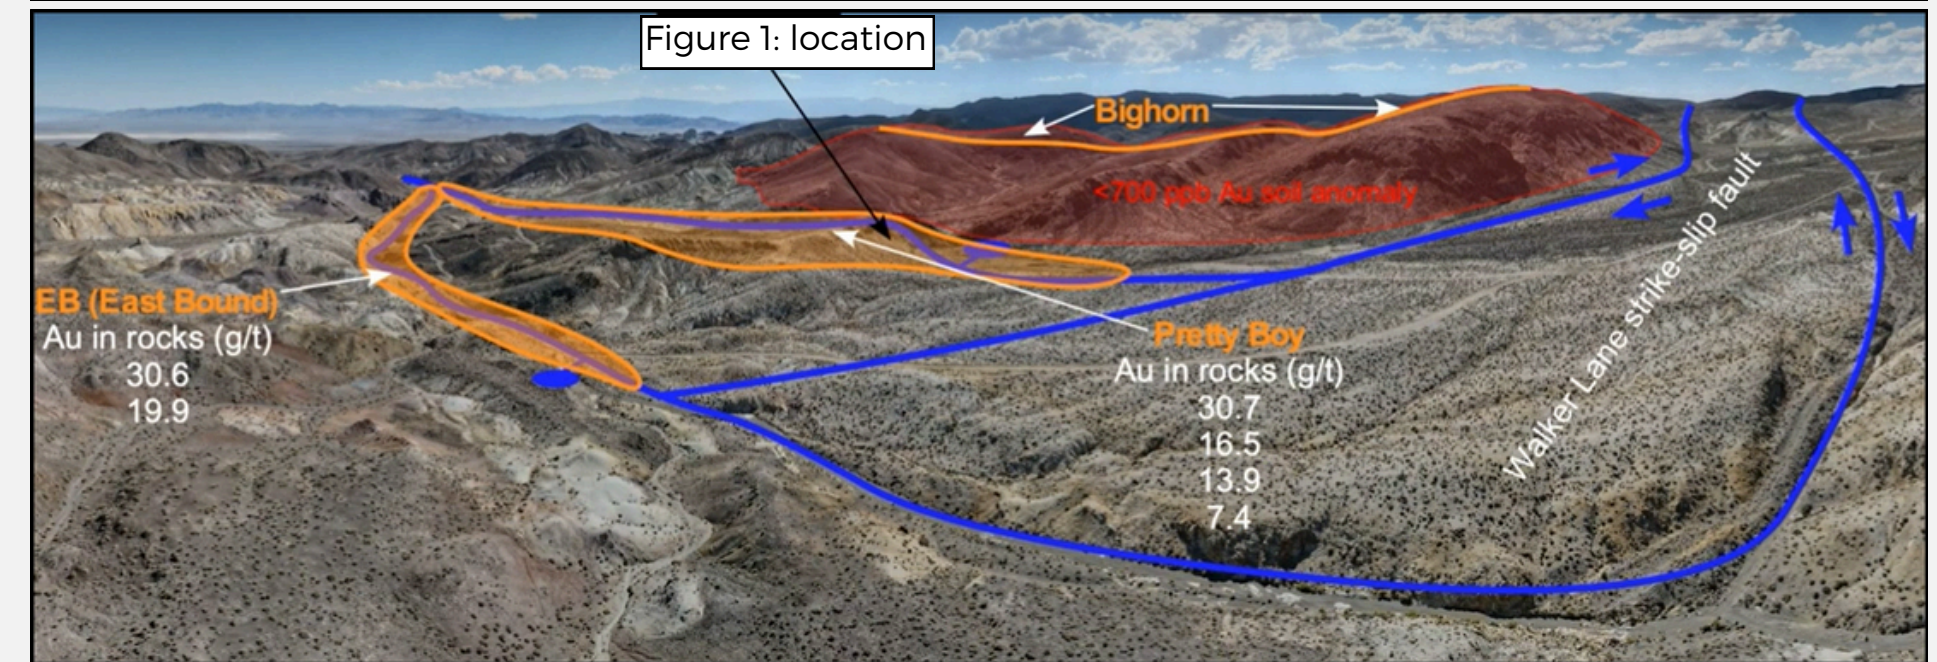 Figure 1: location
Bighorn
<700 ppb Au soil anomaly
Walker Lane strike-slip fault
EB (East Bound)
Au in rocks (g/t)
30.6
19.9
Pretty Boy
Au in rocks (g/t)
30.7
16.5
13.9
7.4